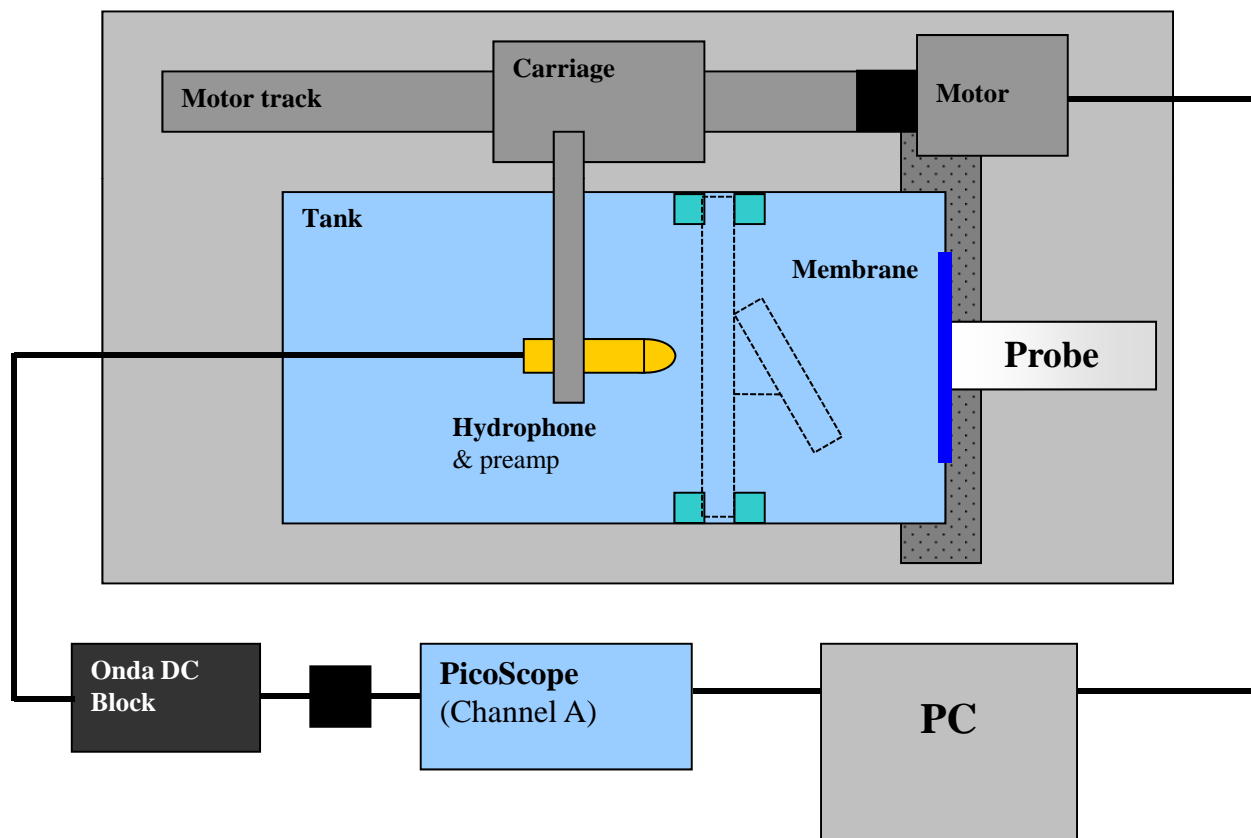 Carriage
Motor track
Motor
Tank
Membrane
Probe
Hydrophone
& preamp
Onda DC
Block
PicoScope
(Channel A)
PC